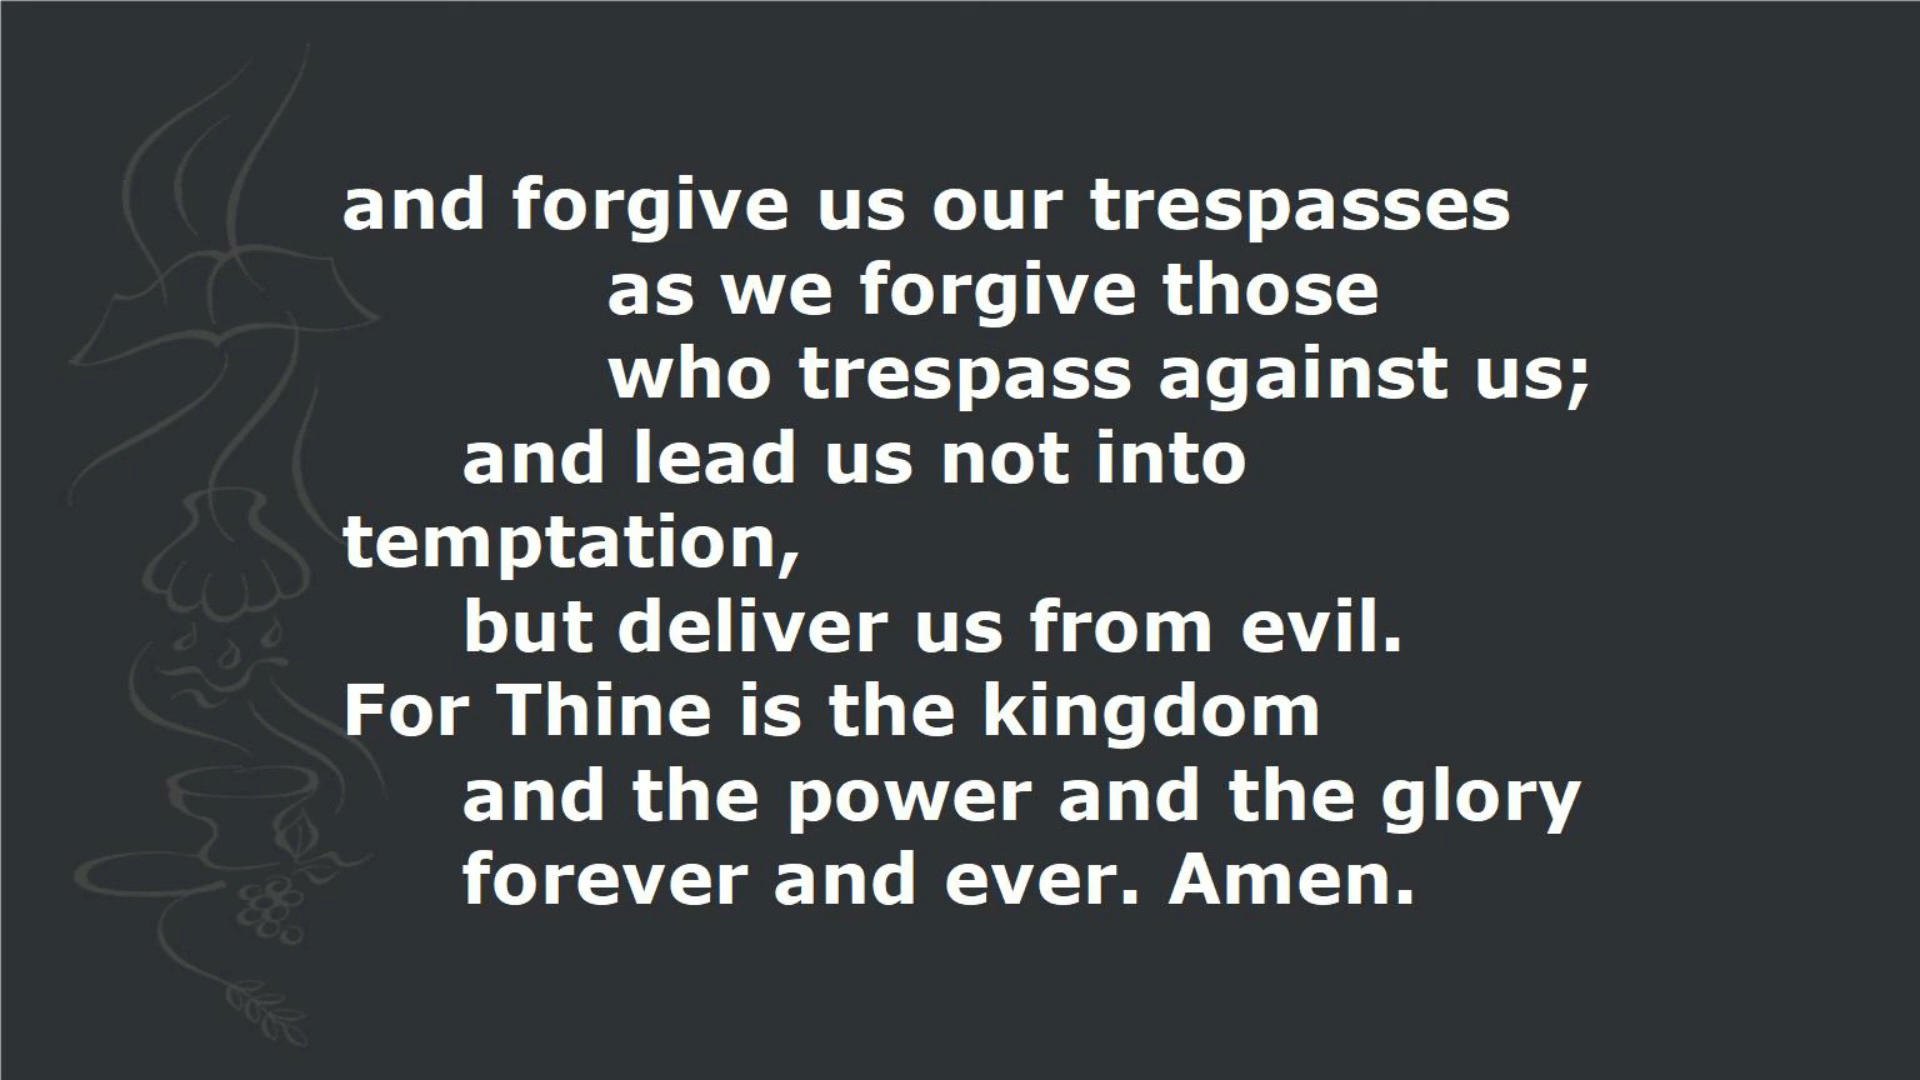 and forgive us our trespasses
as we forgive those
who trespass against us;
and lead us not into
temptation,
but deliver us from evil.
For Thine is the kingdom
and the power and the glory
forever and ever. Amen.